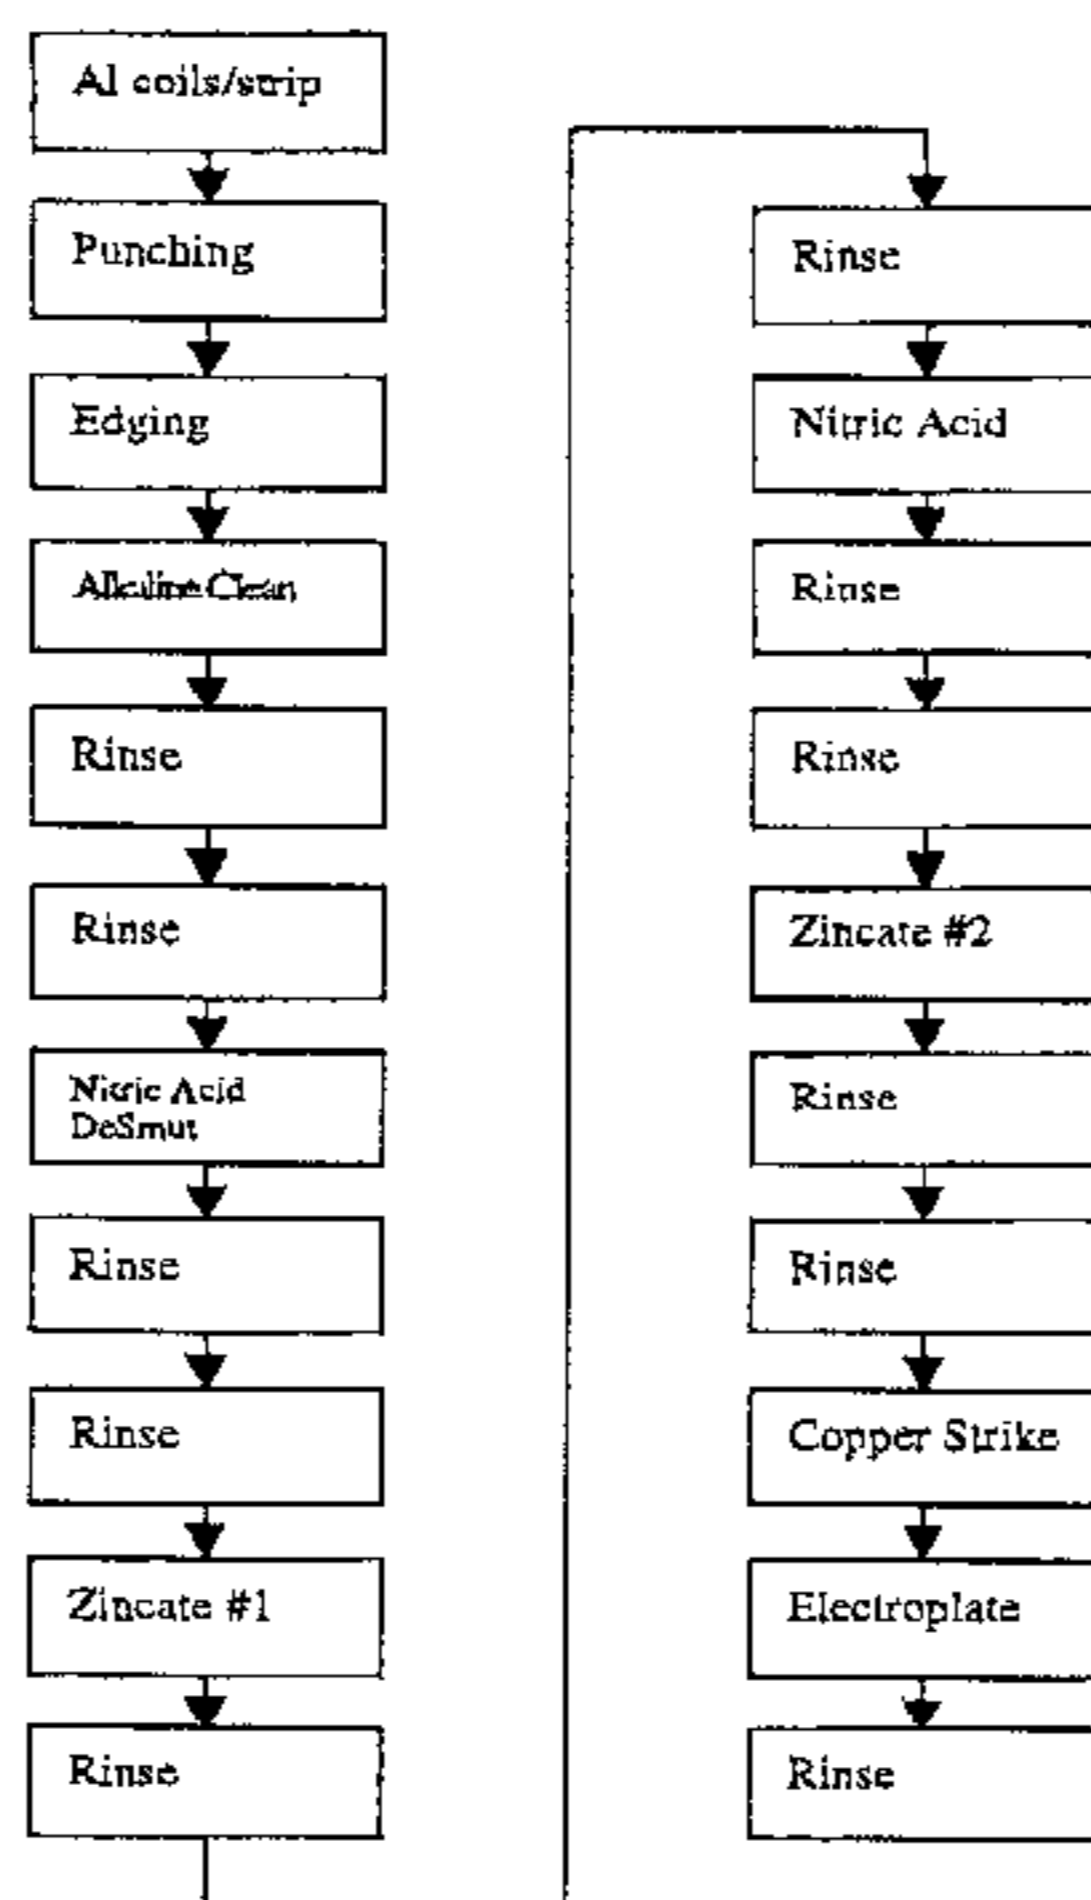 Al coils/strip
Punching
Edging
Alkaline Clean
Rinse
Rinse
Nitric Acid
DeSmut
Rinse
Rinse
Zincate #1
Rinse
Rinse
Nitric Acid
Rinse
Rinse
Zincate #2
Rinse
Rinse
Copper Strike
Electroplate
Rinse